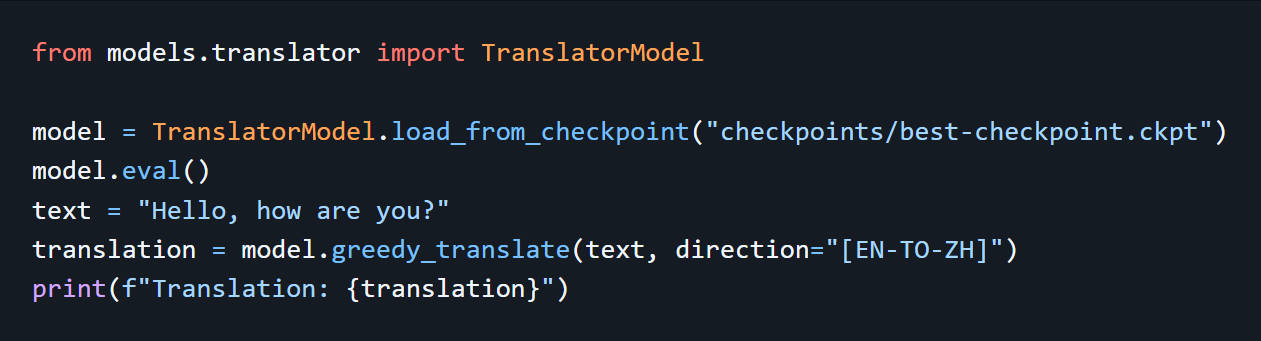 from models.translator import TranslatorModel
model = TranslatorModel.load_from_checkpoint("checkpoints/best-checkpoint.ckpt")
model.eval()
text = "Hello, how are you?"
translation = model.greedy_translate(text, direction="[EN-TO-ZH]")
print(f"Translation: {translation}")